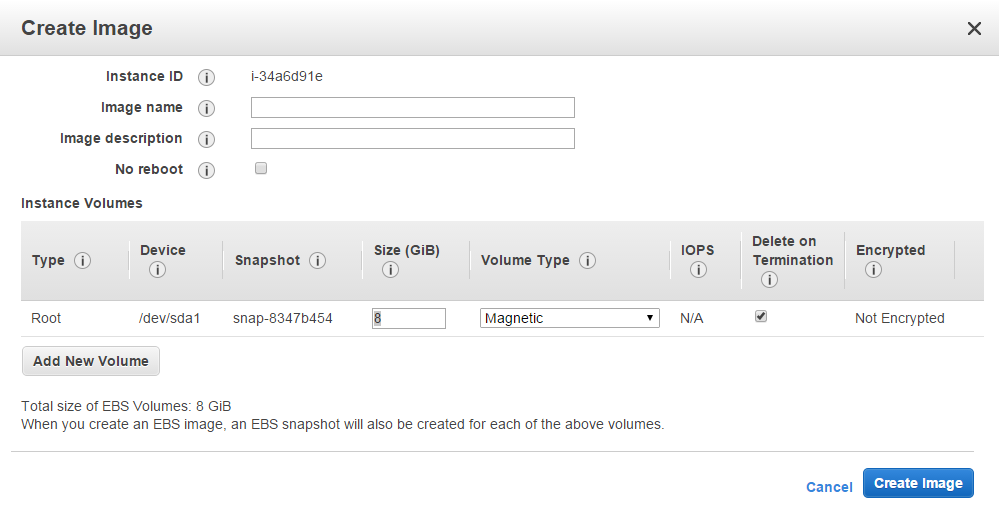 Create Image
Instance ID i-34a6d91e
Image name
Image description
No reboot
Instance Volumes
Type Device Snapshot Size (GiB) Volume Type IOPS Delete on Termination Encrypted
Root /dev/sda1 snap-8347b454 8 Magnetic N/A Not Encrypted
Add New Volume
Total size of EBS Volumes: 8 GiB
When you create an EBS image, an EBS snapshot will also be created for each of the above volumes.
Cancel Create Image